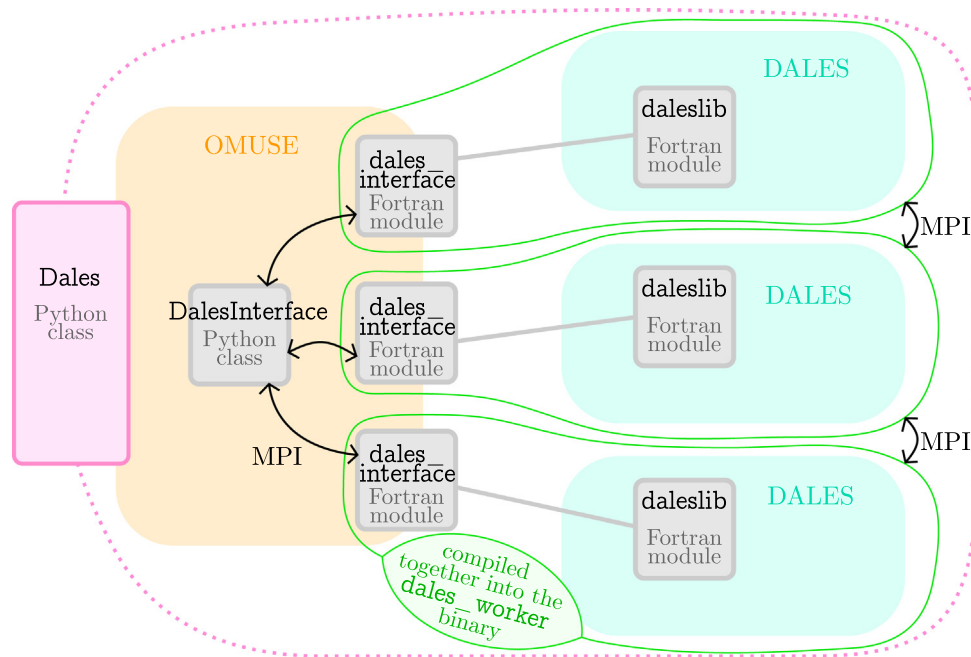 Dales
Python
class
OMUSE
DalesInterface
Python
class
MPI
dales_
interface
Fortran
module
dales_
interface
Fortran
module
dales_
interface
Fortran
module
DALES
daleslib
Fortran
module
MPI
DALES
daleslib
Fortran
module
MPI
DALES
daleslib
Fortran
module
compiled
together into the
dales_worker
binary